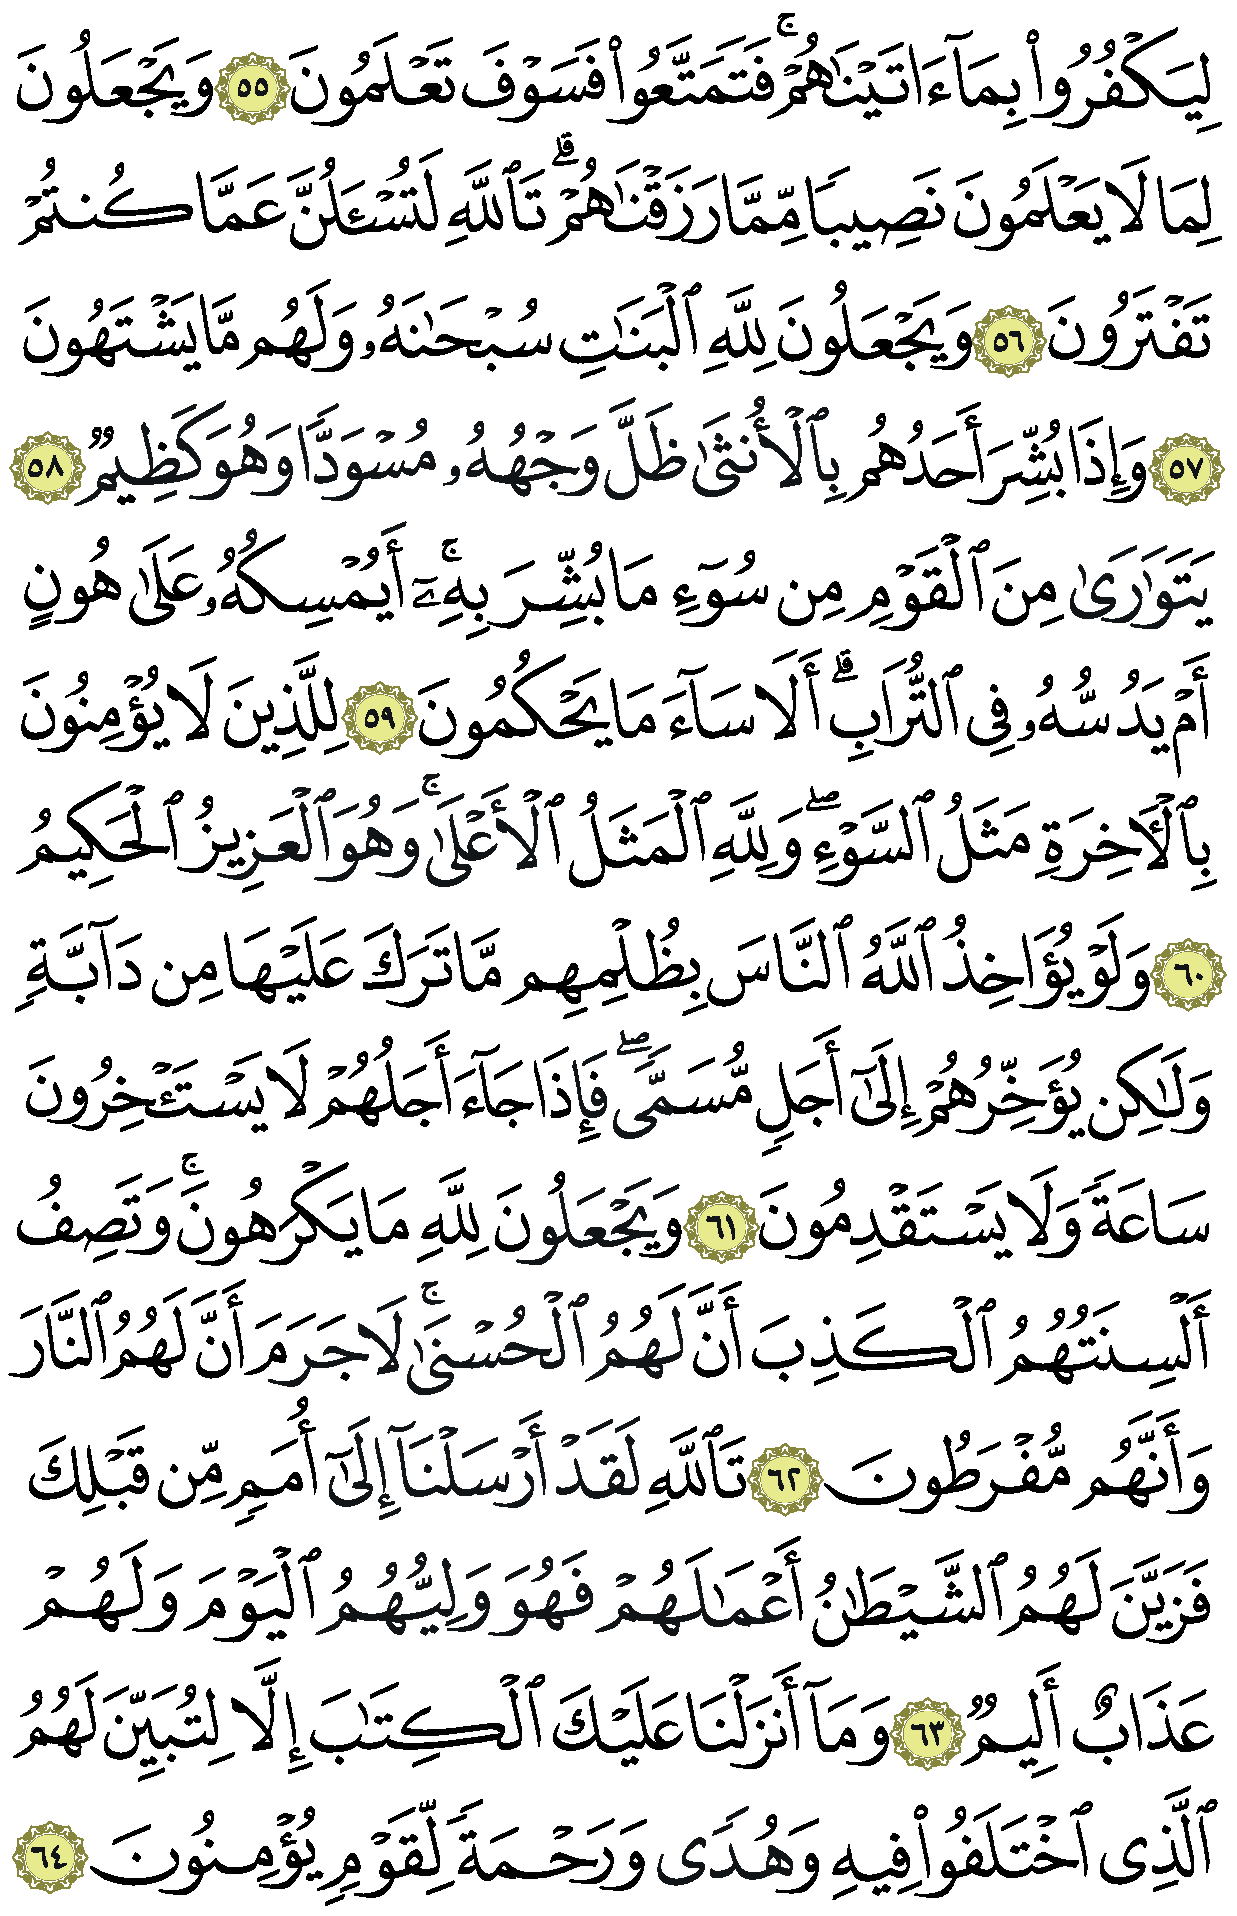 لِيَكْفُرُوا۟ بِمَآ ءَاتَيْنَـٰهُمْ ۚ فَتَمَتَّعُوا۟ فَسَوْفَ تَعْلَمُونَ ٥٥ وَيَجْعَلُونَ
لِمَا لَا يَعْلَمُونَ نَصِيبًا مِّمَّا رَزَقْنَـٰهُمْ ۗ تَٱللَّهِ لَتُسْـَٔلُنَّ عَمَّا كُنتُمْ
تَفْتَرُونَ ٥٦ وَيَجْعَلُونَ لِلَّهِ ٱلْبَنَـٰتِ سُبْحَـٰنَهُۥ وَلَهُم مَّا يَشْتَهُونَ
٥٧ وَإِذَا بُشِّرَ أَحَدُهُم بِٱلْأُنثَىٰ ظَلَّ وَجْهُهُۥ مُسْوَدًّا وَهُوَ كَظِيمٌ ٥٨
يَتَوَٰرَىٰ مِنَ ٱلْقَوْمِ مِن سُوٓءِ مَا بُشِّرَ بِهِۦٓ ۚ أَيُمْسِكُهُۥ عَلَىٰ هُونٍ
أَمْ يَدُسُّهُۥ فِى ٱلتُّرَابِ ۗ أَلَا سَآءَ مَا يَحْكُمُونَ ٥٩ لِلَّذِينَ لَا يُؤْمِنُونَ
بِٱلْـَٔاخِرَةِ مَثَلُ ٱلسَّوْءِ ۖ وَلِلَّهِ ٱلْمَثَلُ ٱلْأَعْلَىٰ ۚ وَهُوَ ٱلْعَزِيزُ ٱلْحَكِيمُ
٦٠ وَلَوْ يُؤَاخِذُ ٱللَّهُ ٱلنَّاسَ بِظُلْمِهِم مَّا تَرَكَ عَلَيْهَا مِن دَآبَّةٍ
وَلَـٰكِن يُؤَخِّرُهُمْ إِلَىٰٓ أَجَلٍ مُّسَمًّى ۖ فَإِذَا جَآءَ أَجَلُهُمْ لَا يَسْتَـْٔخِرُونَ
سَاعَةً وَلَا يَسْتَقْدِمُونَ ٦١ وَيَجْعَلُونَ لِلَّهِ مَا يَكْرَهُونَ ۚ وَتَصِفُ
أَلْسِنَتُهُمُ ٱلْكَذِبَ أَنَّ لَهُمُ ٱلْحُسْنَىٰ ۚ لَا جَرَمَ أَنَّ لَهُمُ ٱلنَّارَ
وَأَنَّهُم مُّفْرَطُونَ ٦٢ تَٱللَّهِ لَقَدْ أَرْسَلْنَآ إِلَىٰٓ أُمَمٍ مِّن قَبْلِكَ
فَزَيَّنَ لَهُمُ ٱلشَّيْطَـٰنُ أَعْمَـٰلَهُمْ فَهُوَ وَلِيُّهُمُ ٱلْيَوْمَ وَلَهُمْ
عَذَابٌ أَلِيمٌ ٦٣ وَمَآ أَنزَلْنَا عَلَيْكَ ٱلْكِتَـٰبَ إِلَّا لِتُبَيِّنَ لَهُمُ
ٱلَّذِى ٱخْتَلَفُوا۟ فِيهِ وَهُدًى وَرَحْمَةً لِّقَوْمٍ يُؤْمِنُونَ ٦٤